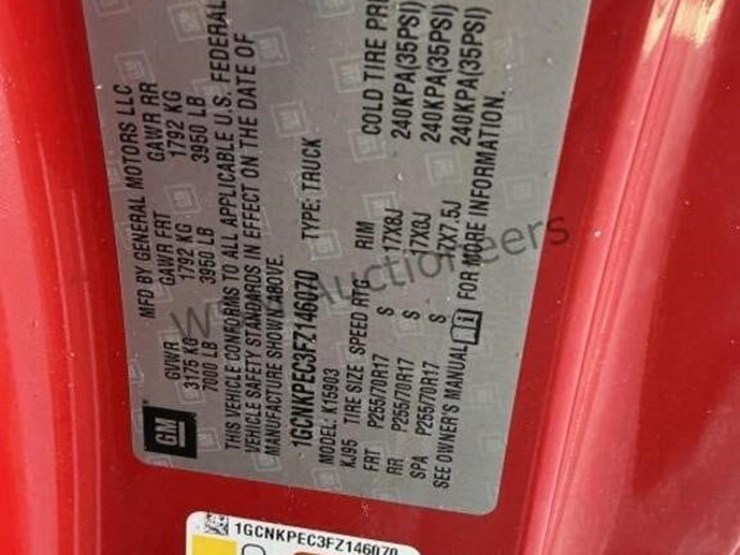 GM
MFD BY GENERAL MOTORS LLC
GVWR GAWR FRT GAWR RR
3175 KG 1792 KG 1792 KG
7000 LB 3950 LB 3950 LB
THIS VEHICLE CONFORMS TO ALL APPLICABLE U.S. FEDERAL
VEHICLE SAFETY STANDARDS IN EFFECT ON THE DATE OF
MANUFACTURE SHOWN ABOVE.
1GCNKPEC3FZ146070 TYPE: TRUCK
MODEL: K15903
KJ95 TIRE SIZE SPEED RTG RIM COLD TIRE PR
FRT P255/70R17 S 17X8J 240KPA(35PSI)
RR P255/70R17 S 17X8J 240KPA(35PSI)
SPA P255/70R17 S 17X7.5J 240KPA(35PSI)
SEE OWNER'S MANUAL FOR MORE INFORMATION.
1GCNKPEC3FZ146070
Auctioneers